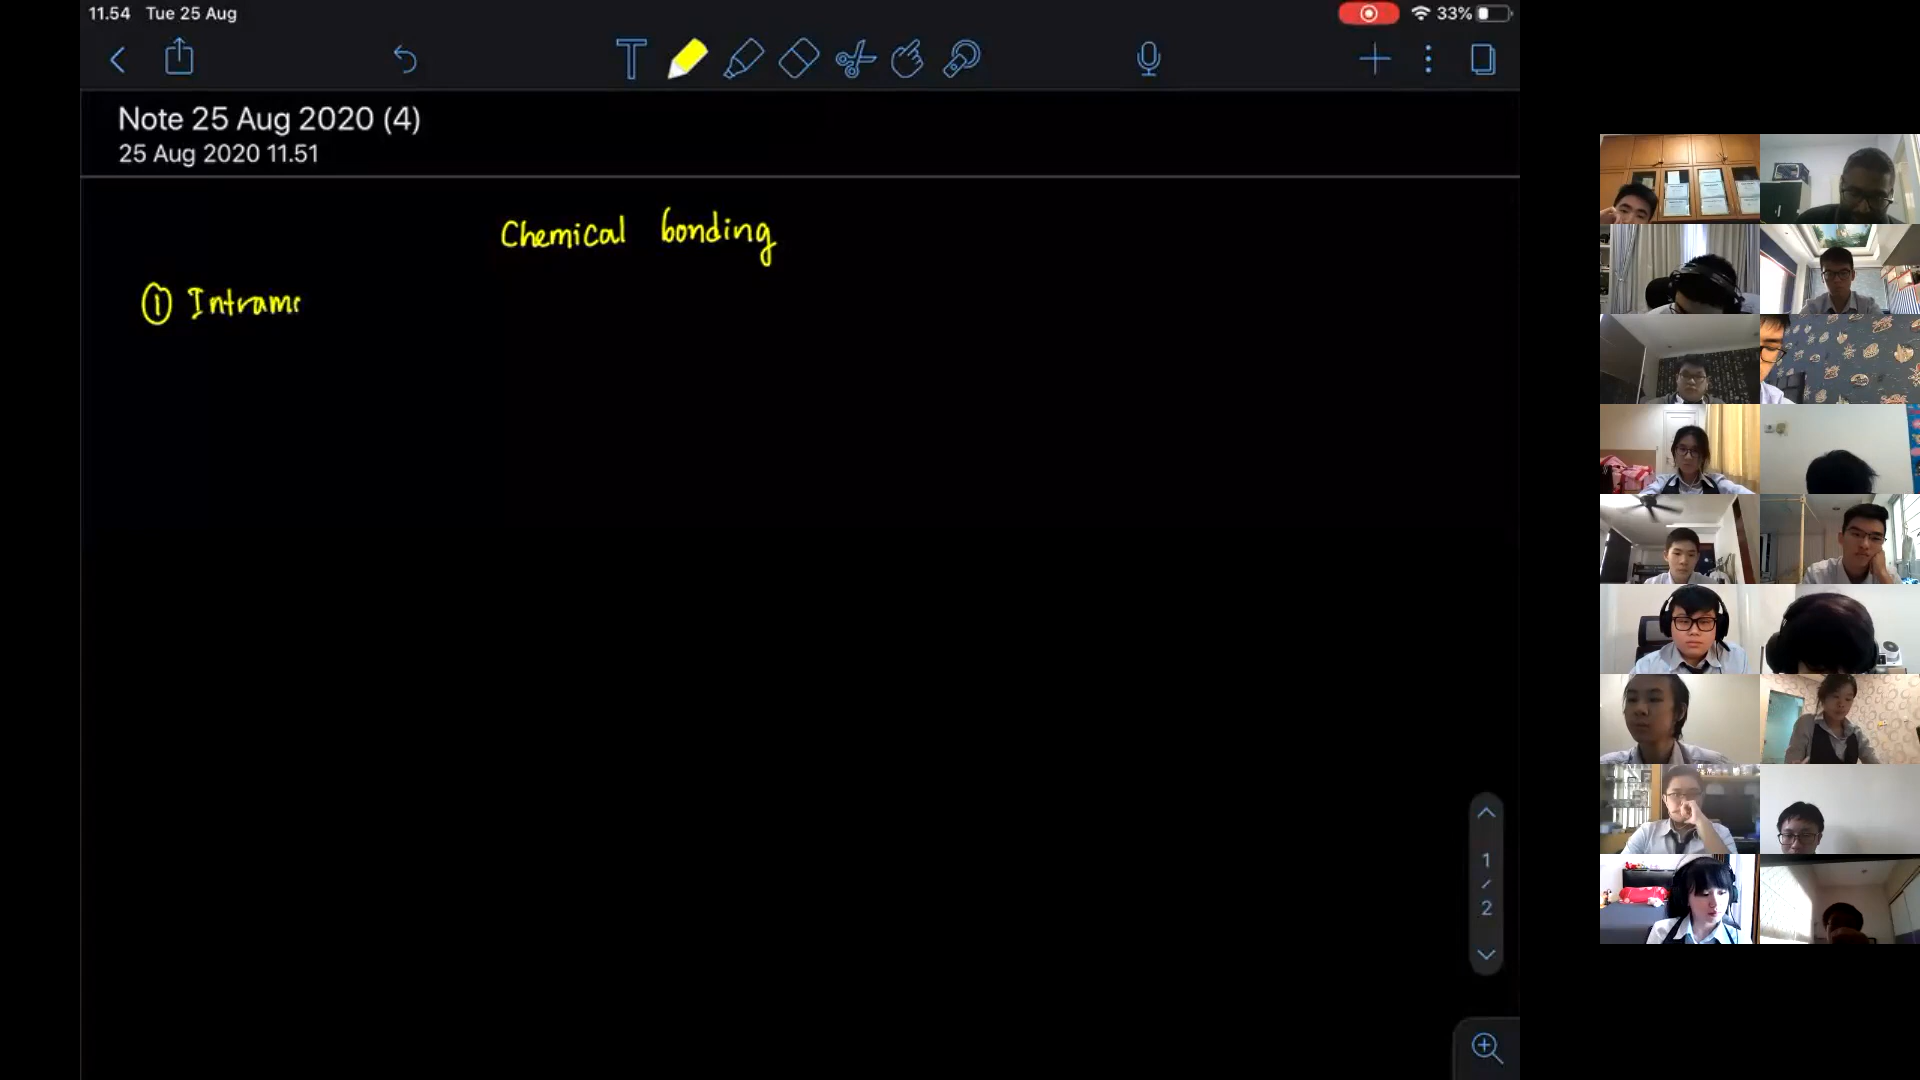 11.54 Tue 25 Aug
33%
T
Note 25 Aug 2020 (4)
25 Aug 2020 11.51
Chemical bonding
① Intram
1
/
2